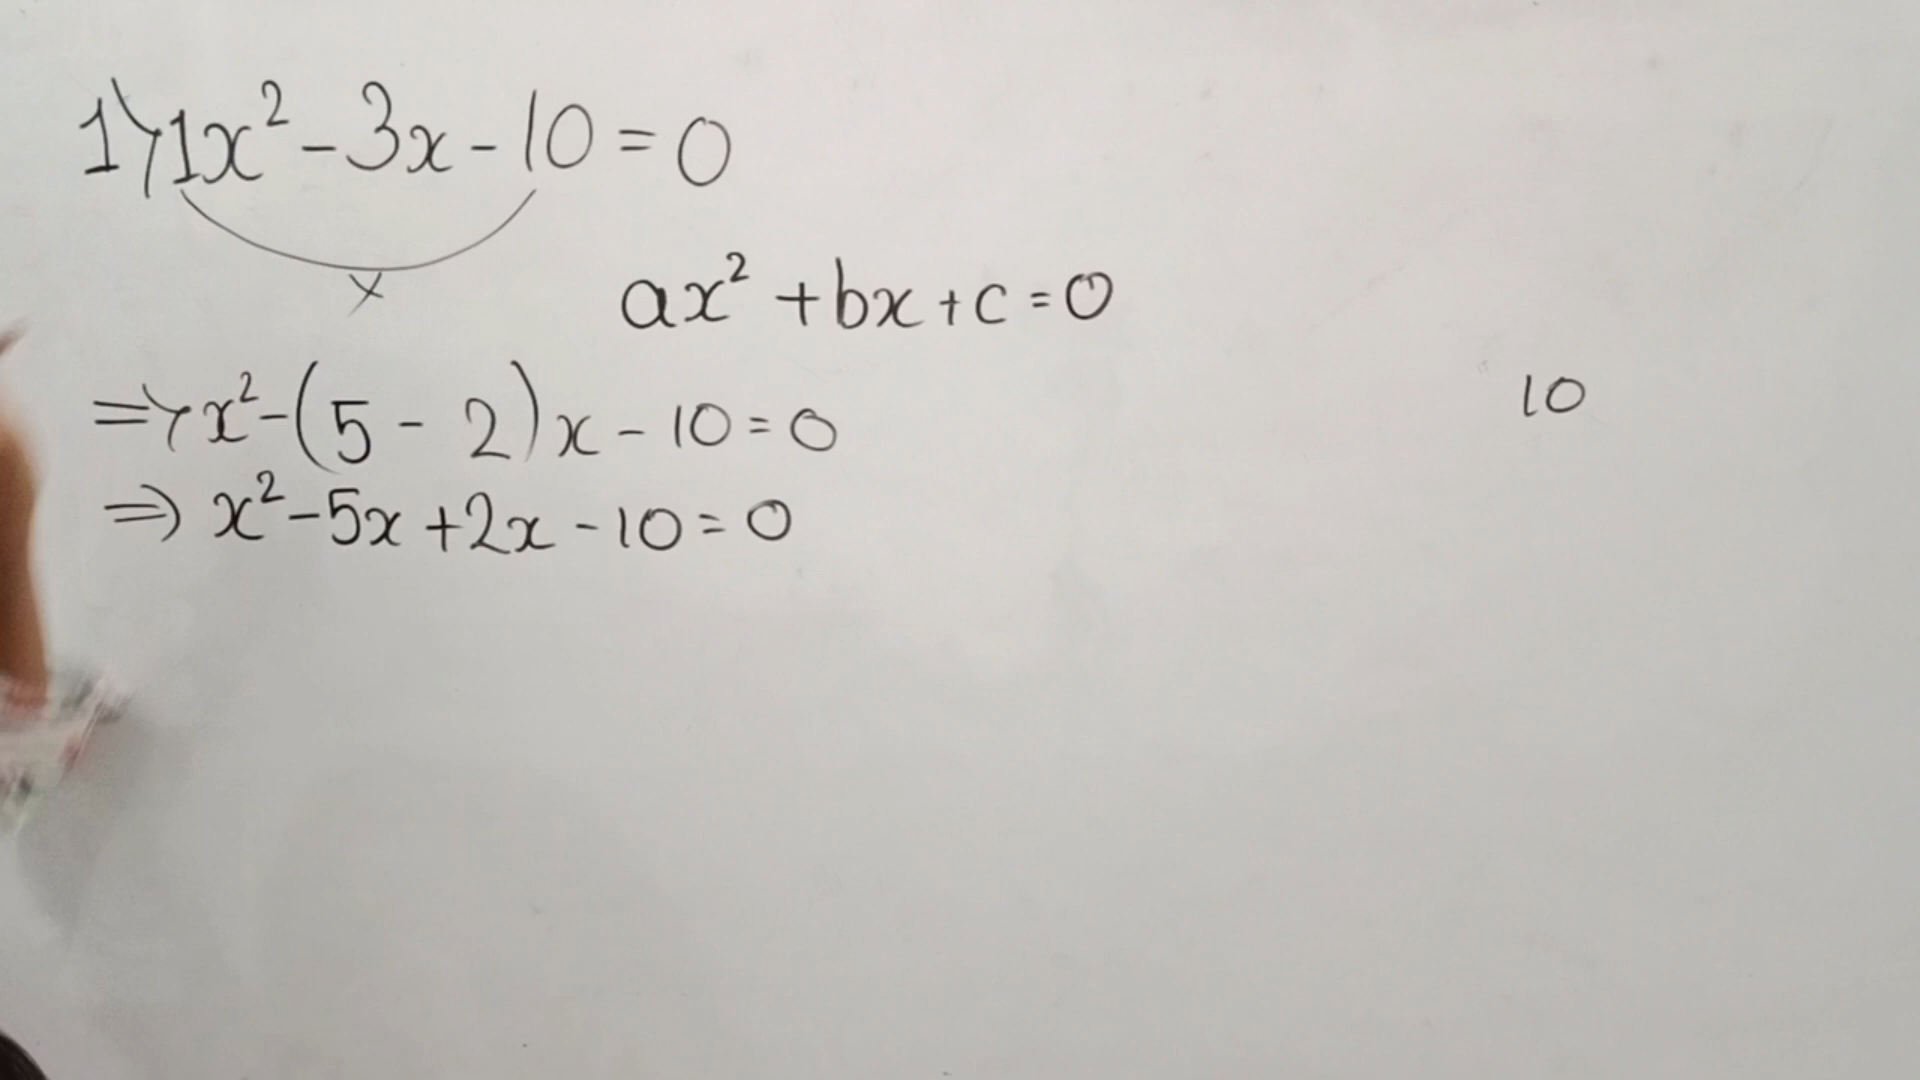 1) 1x² - 3x - 10 = 0
x
ax² + bx + c = 0
⇒ x² - (5 - 2)x - 10 = 0
10
⇒ x² - 5x + 2x - 10 = 0